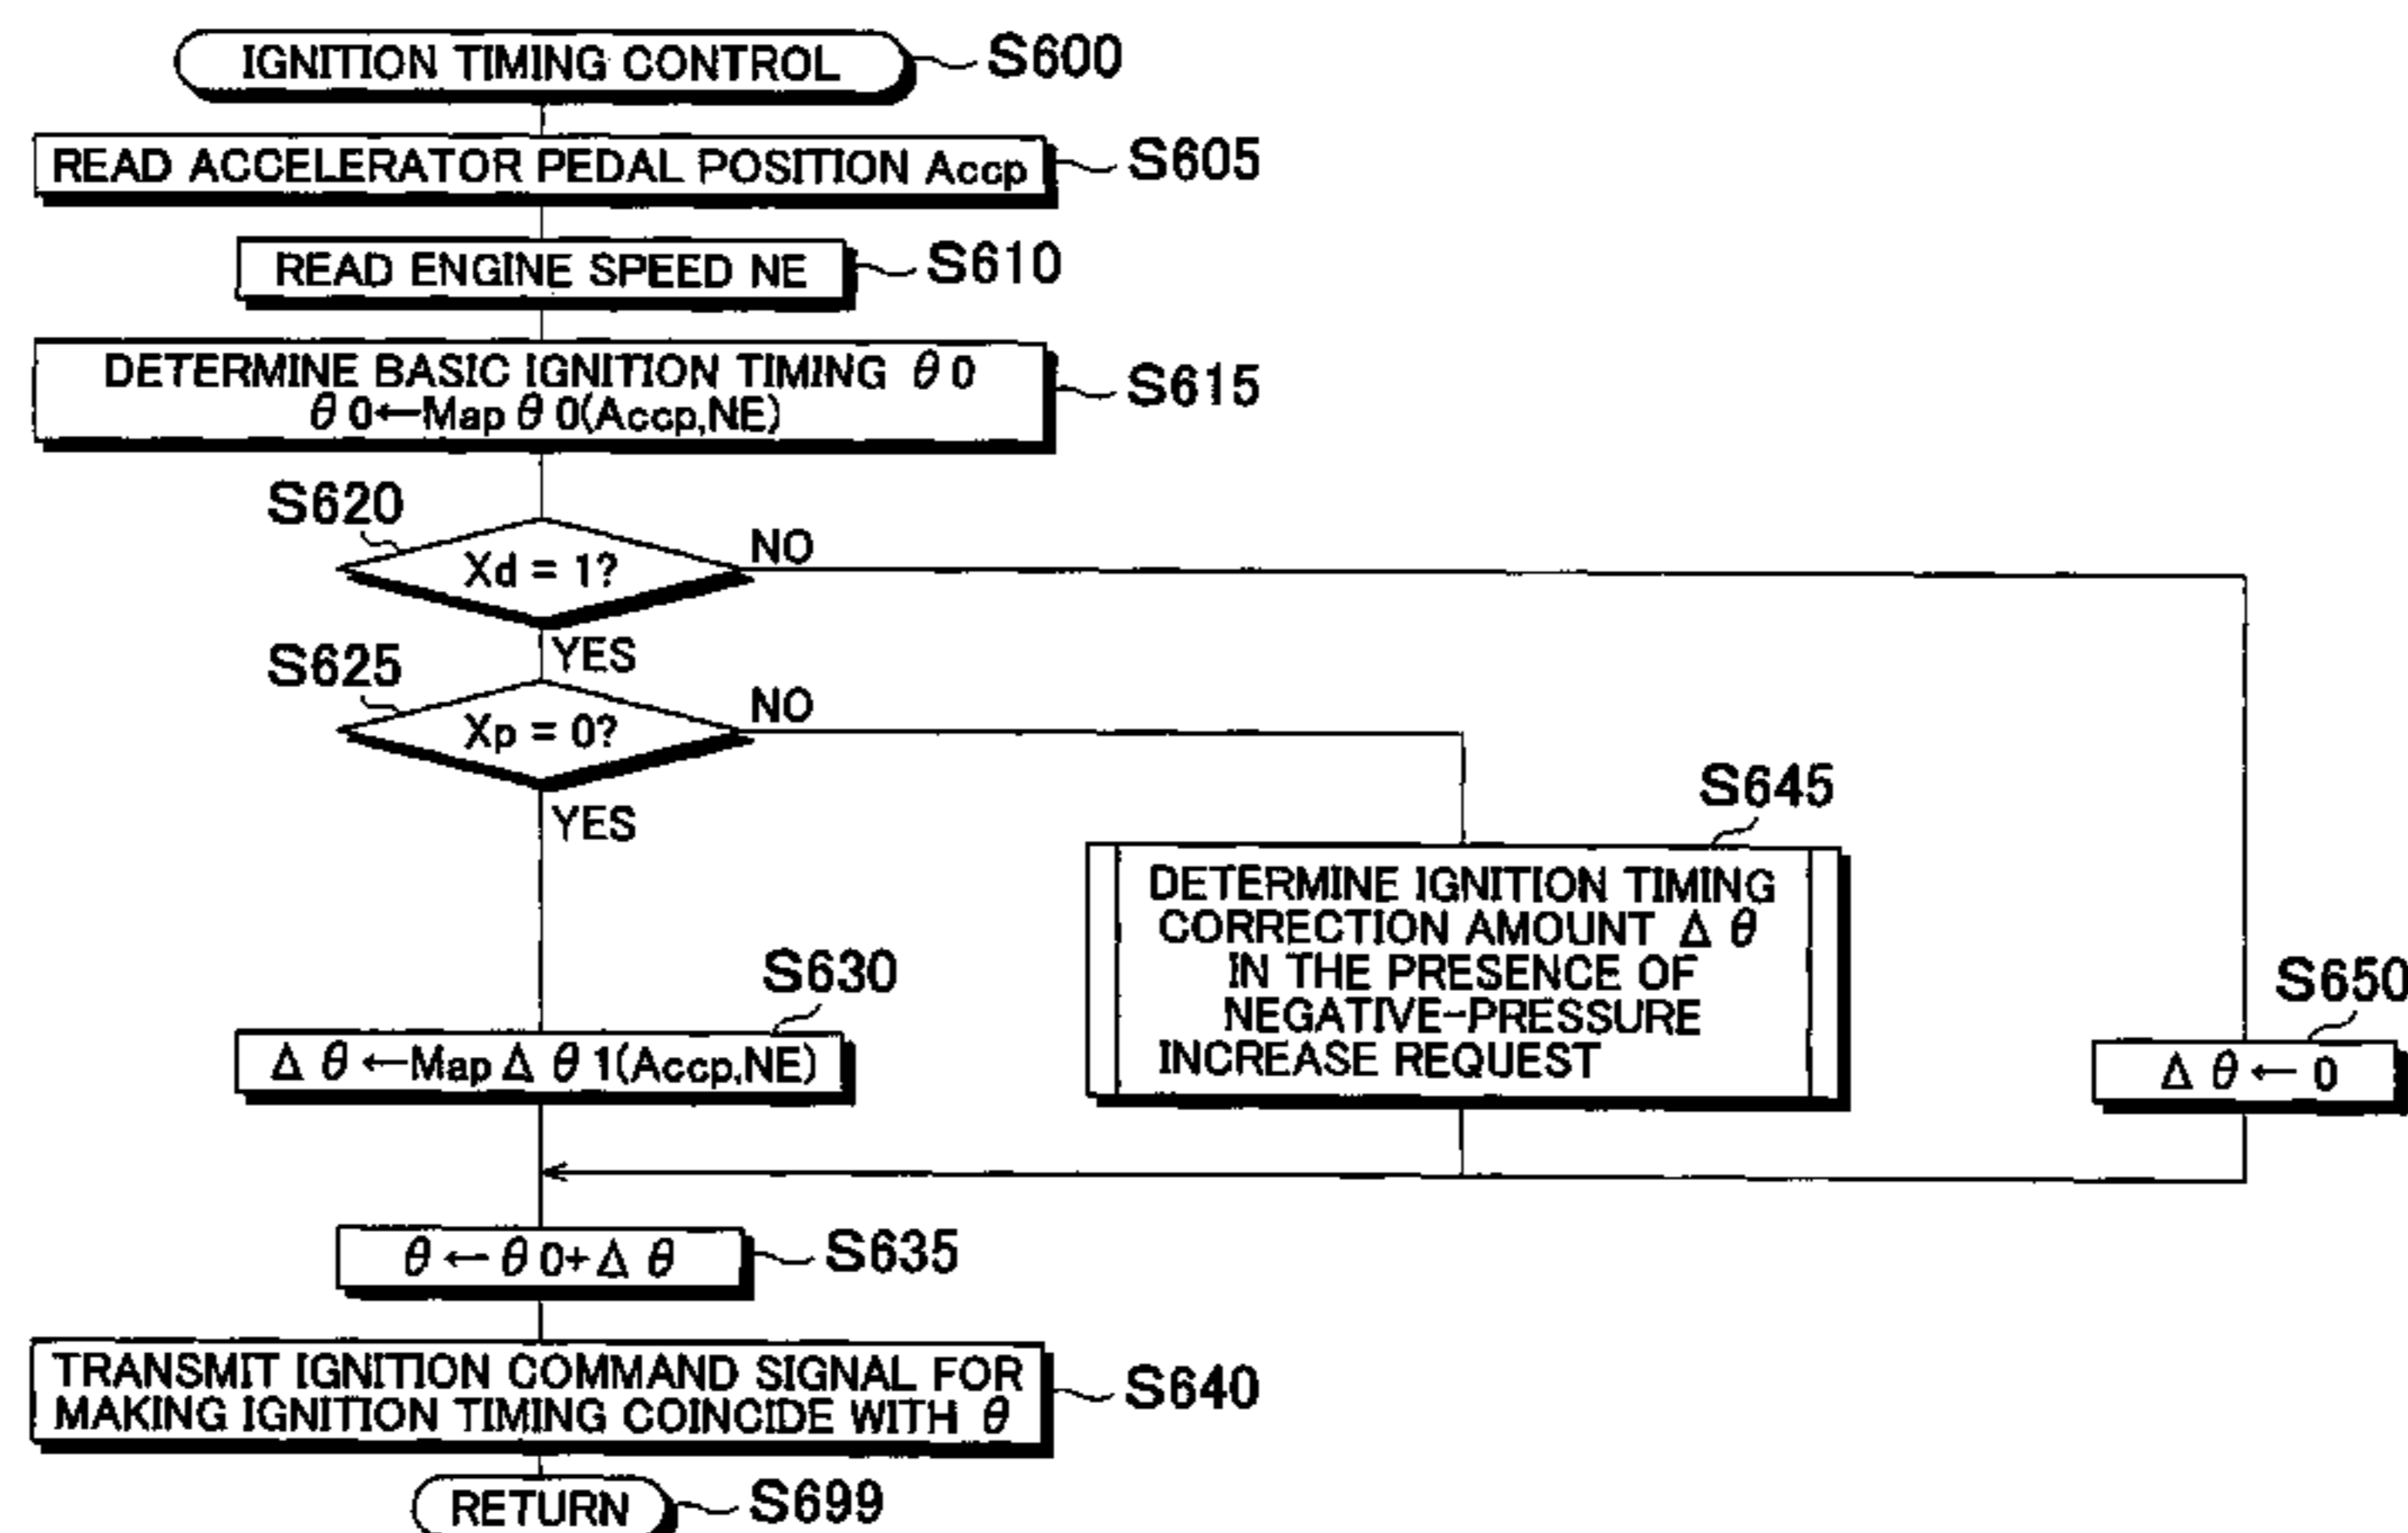 IGNITION TIMING CONTROL
S600
READ ACCELERATOR PEDAL POSITION Accp
S605
READ ENGINE SPEED NE
S610
DETERMINE BASIC IGNITION TIMING θ0
θ0←Map θ0(Accp,NE)
S615
S620
Xd = 1?
NO
YES
S625
Xp = 0?
NO
YES
S645
DETERMINE IGNITION TIMING
CORRECTION AMOUNT Δθ
IN THE PRESENCE OF
NEGATIVE-PRESSURE
INCREASE REQUEST
S630
Δθ←Map Δθ1(Accp,NE)
S650
Δθ←0
θ←θ0+Δθ
S635
TRANSMIT IGNITION COMMAND SIGNAL FOR
MAKING IGNITION TIMING COINCIDE WITH θ
S640
RETURN
S699